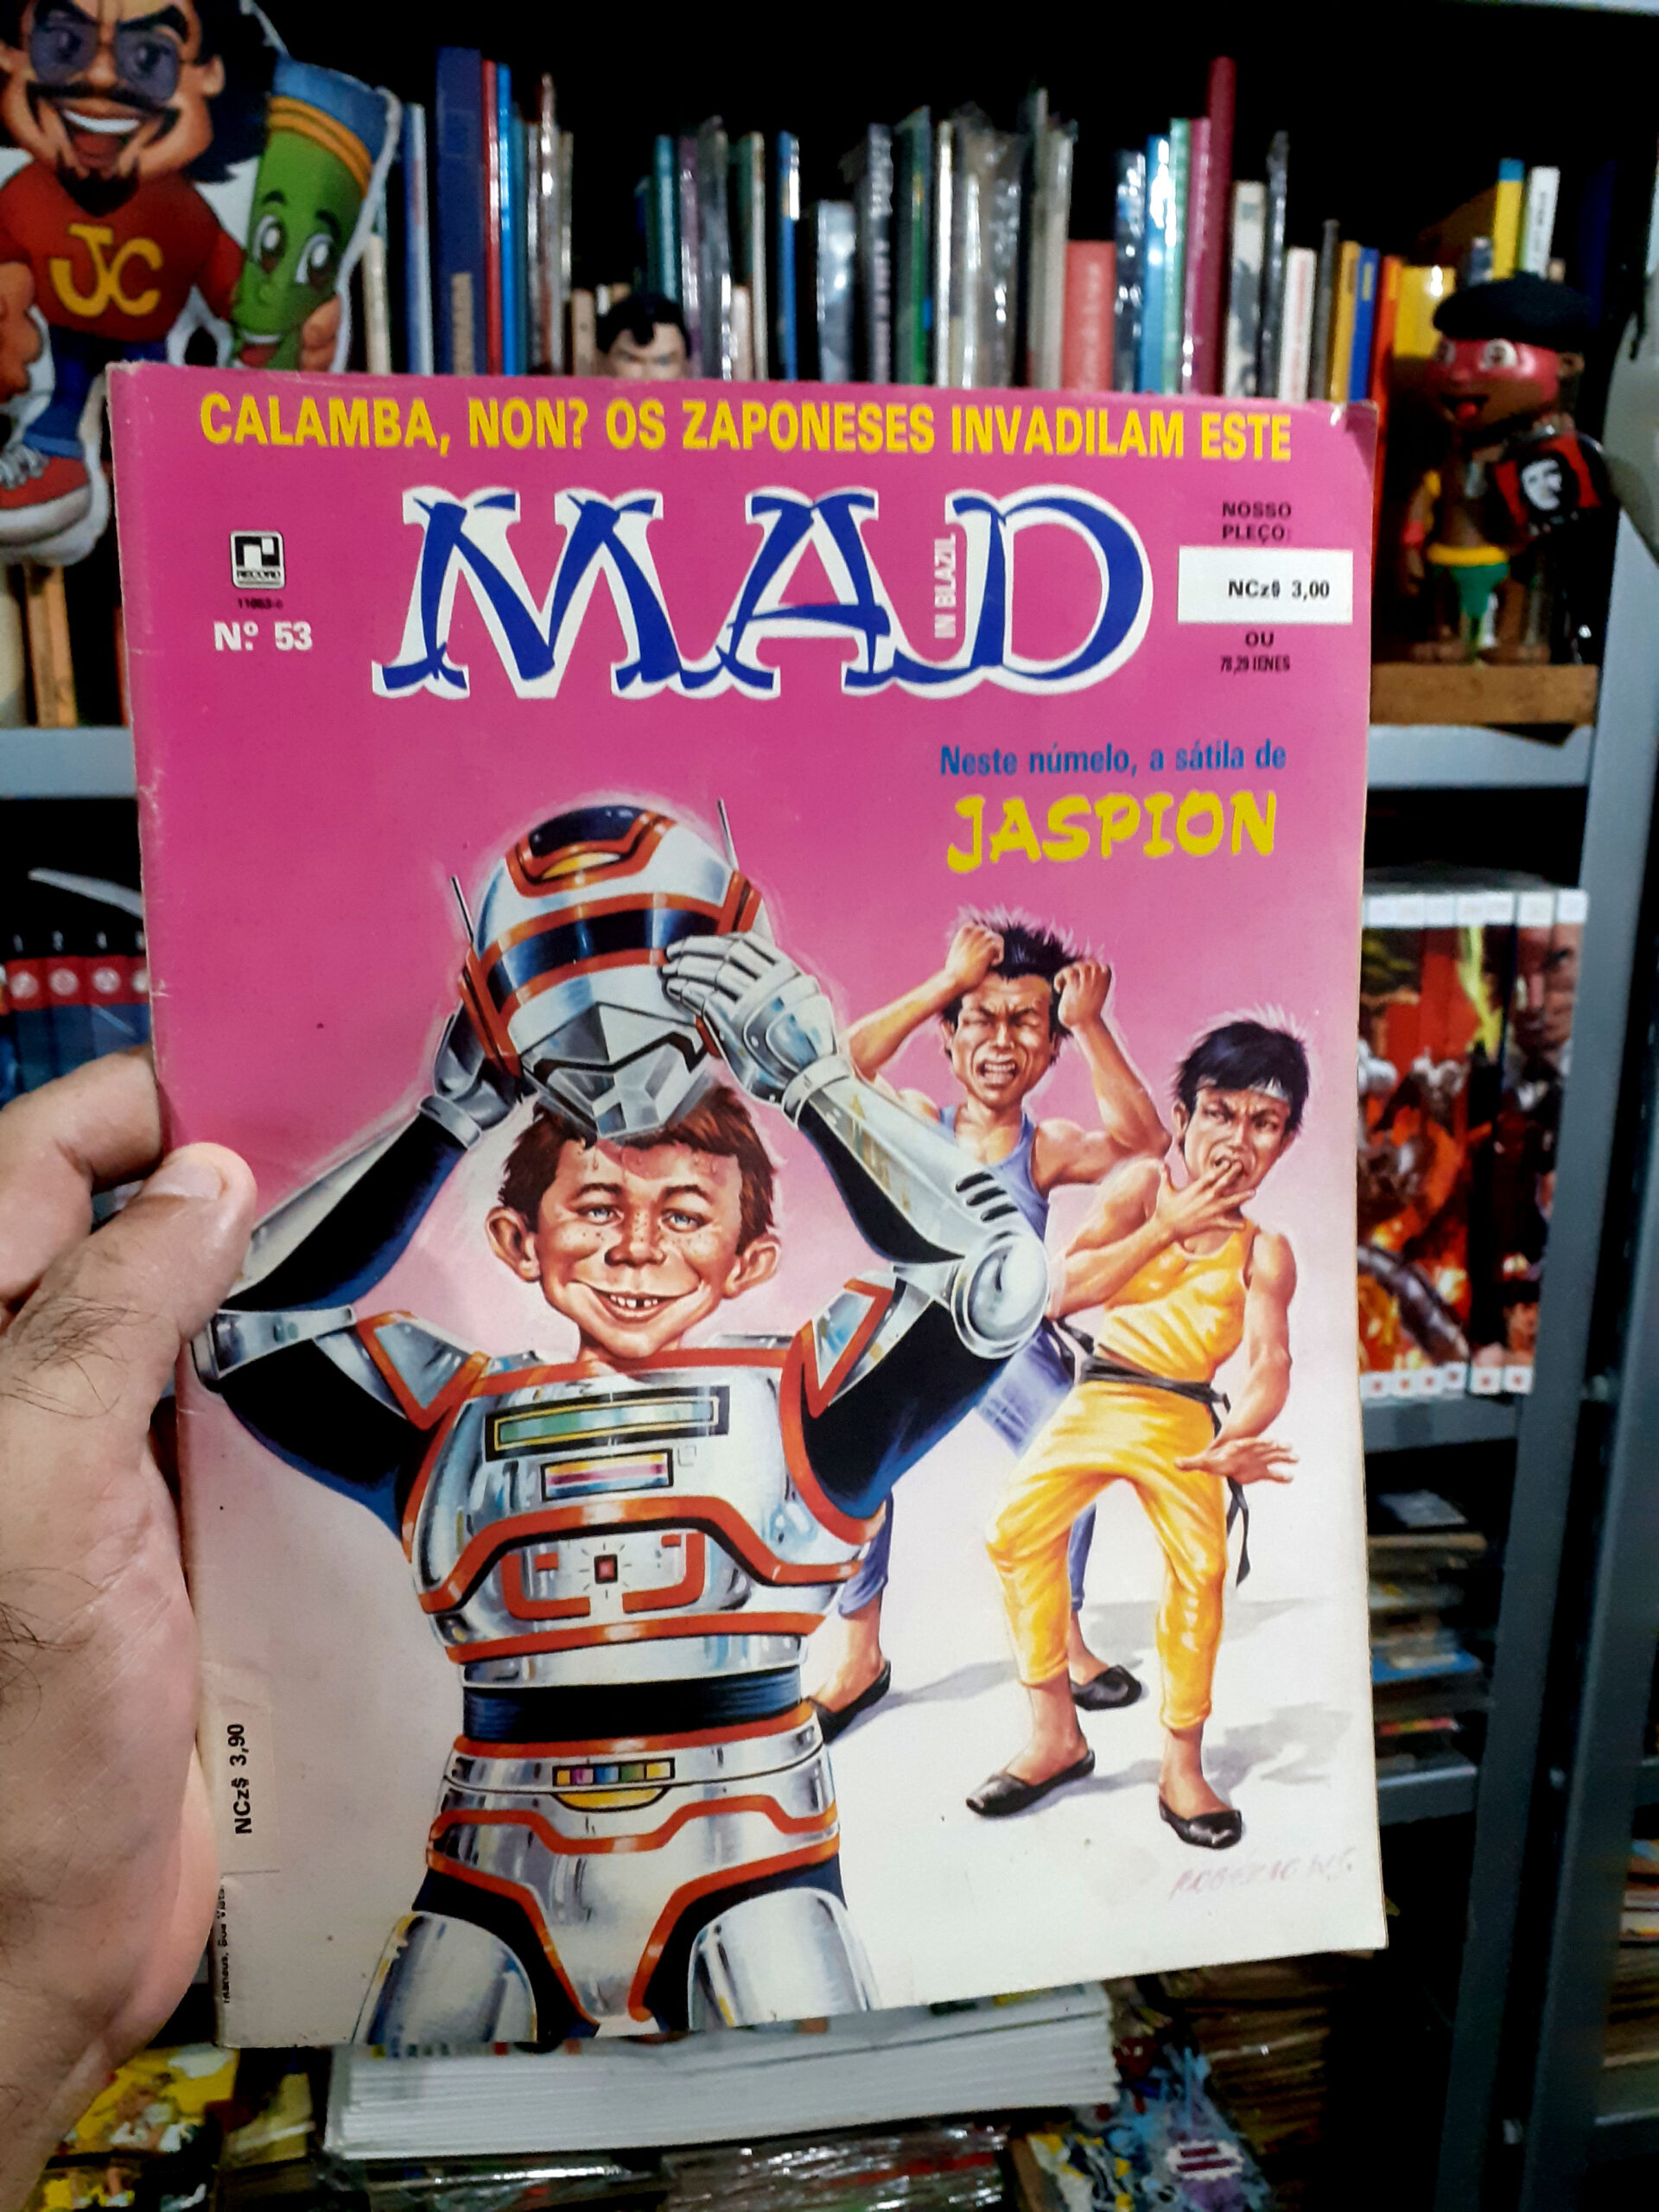 JC
CALAMBA, NON? OS ZAPONESES INVADILAM ESTE
MAD
IN BLAZIL
RECORD
Nº 53
NOSSO
PLEÇO:
NCz$ 3,00
OU
78,29 IENES
Neste númelo, a sátila de
JASPION
NCz$ 3,90